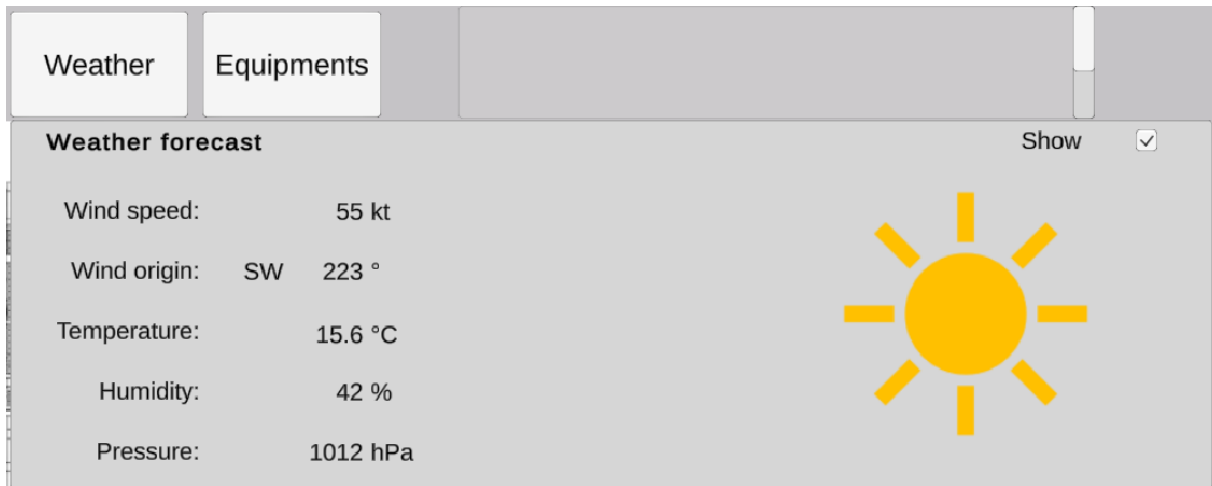 Weather Equipments
Weather forecast Show
Wind speed: 55 kt
Wind origin: SW 223 °
Temperature: 15.6 °C
Humidity: 42 %
Pressure: 1012 hPa